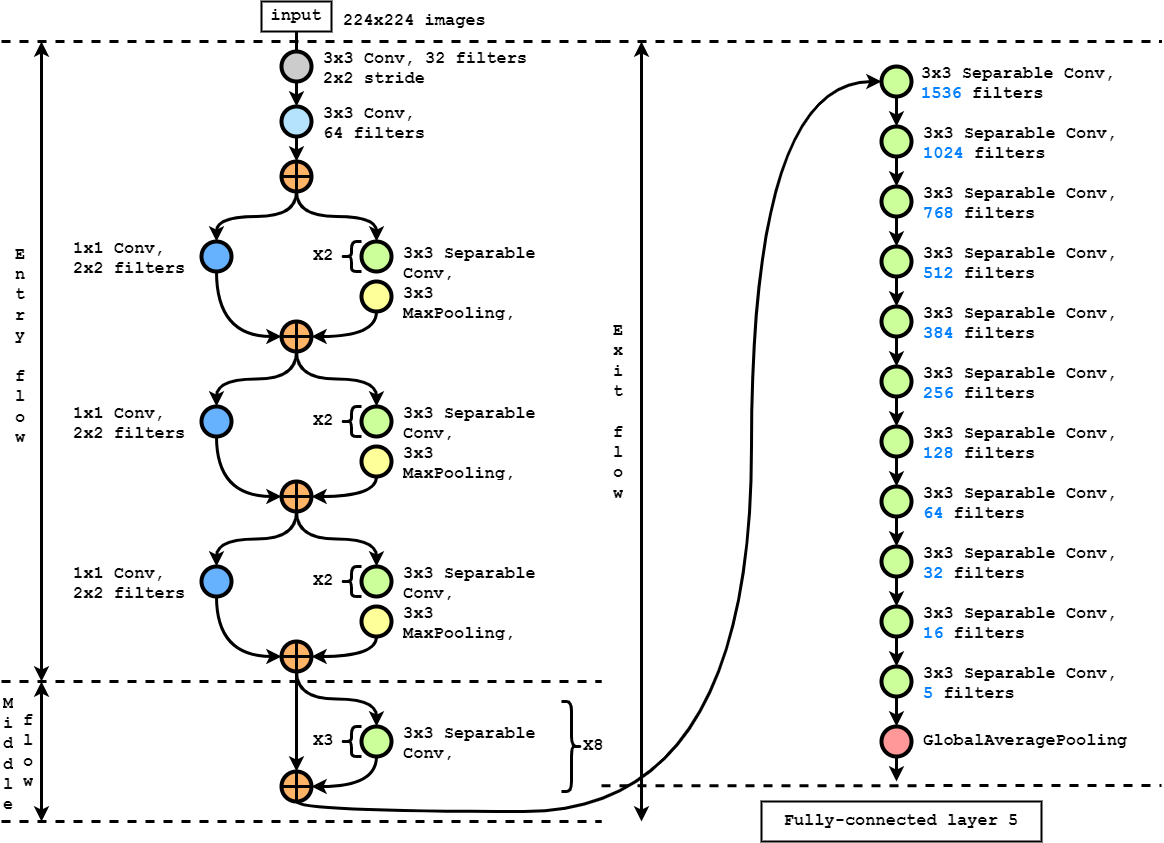 input
224x224 images
3x3 Conv, 32 filters
2x2 stride
3x3 Conv,
64 filters
Entry flow
1x1 Conv,
2x2 filters
X2
3x3 Separable
Conv,
3x3
MaxPooling,
1x1 Conv,
2x2 filters
X2
3x3 Separable
Conv,
3x3
MaxPooling,
1x1 Conv,
2x2 filters
X2
3x3 Separable
Conv,
3x3
MaxPooling,
Middle
flow
X3
3x3 Separable
Conv,
X8
Exit flow
3x3 Separable Conv,
1536 filters
3x3 Separable Conv,
1024 filters
3x3 Separable Conv,
768 filters
3x3 Separable Conv,
512 filters
3x3 Separable Conv,
384 filters
3x3 Separable Conv,
256 filters
3x3 Separable Conv,
128 filters
3x3 Separable Conv,
64 filters
3x3 Separable Conv,
32 filters
3x3 Separable Conv,
16 filters
3x3 Separable Conv,
5 filters
GlobalAveragePooling
Fully-connected layer 5